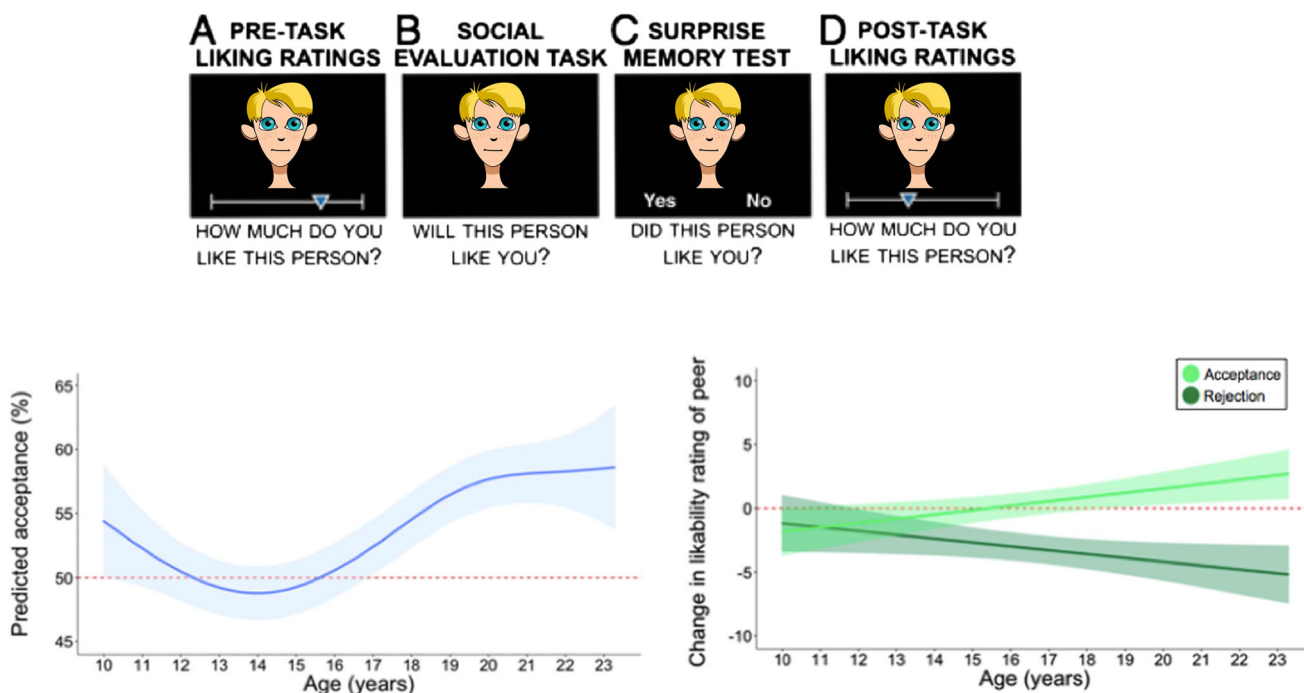 A PRE-TASK
LIKING RATINGS
B SOCIAL
EVALUATION TASK
C SURPRISE
MEMORY TEST
D POST-TASK
LIKING RATINGS
Yes No
HOW MUCH DO YOU
LIKE THIS PERSON?
WILL THIS PERSON
LIKE YOU?
DID THIS PERSON
LIKE YOU?
HOW MUCH DO YOU
LIKE THIS PERSON?
Predicted acceptance (%)
65
60
55
50
45
10 11 12 13 14 15 16 17 18 19 20 21 22 23
Age (years)
Change in likability rating of peer
10
5
0
-5
-10
Acceptance
Rejection
10 11 12 13 14 15 16 17 18 19 20 21 22 23
Age (years)